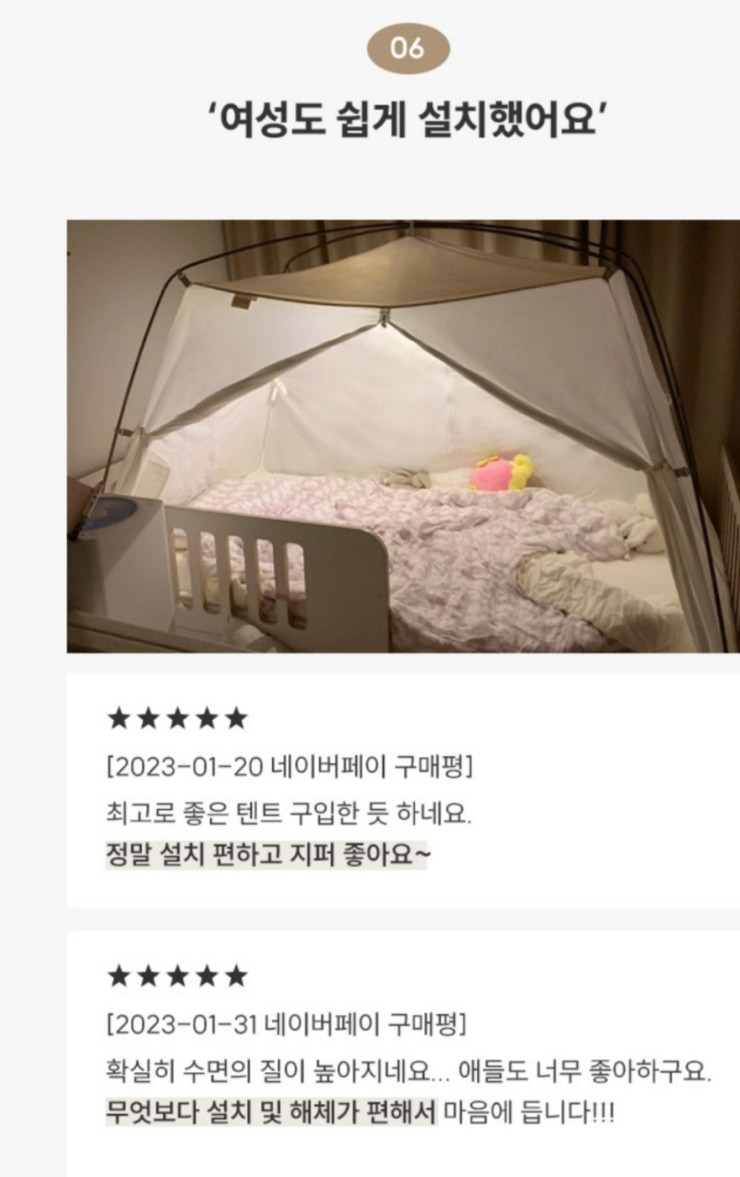 06
‘여성도 쉽게 설치했어요’
★★★★★
[2023-01-20 네이버페이 구매평]
최고로 좋은 텐트 구입한 듯 하네요.
정말 설치 편하고 지퍼 좋아요~
★★★★★
[2023-01-31 네이버페이 구매평]
확실히 수면의 질이 높아지네요... 애들도 너무 좋아하구요.
무엇보다 설치 및 해체가 편해서 마음에 듭니다!!!